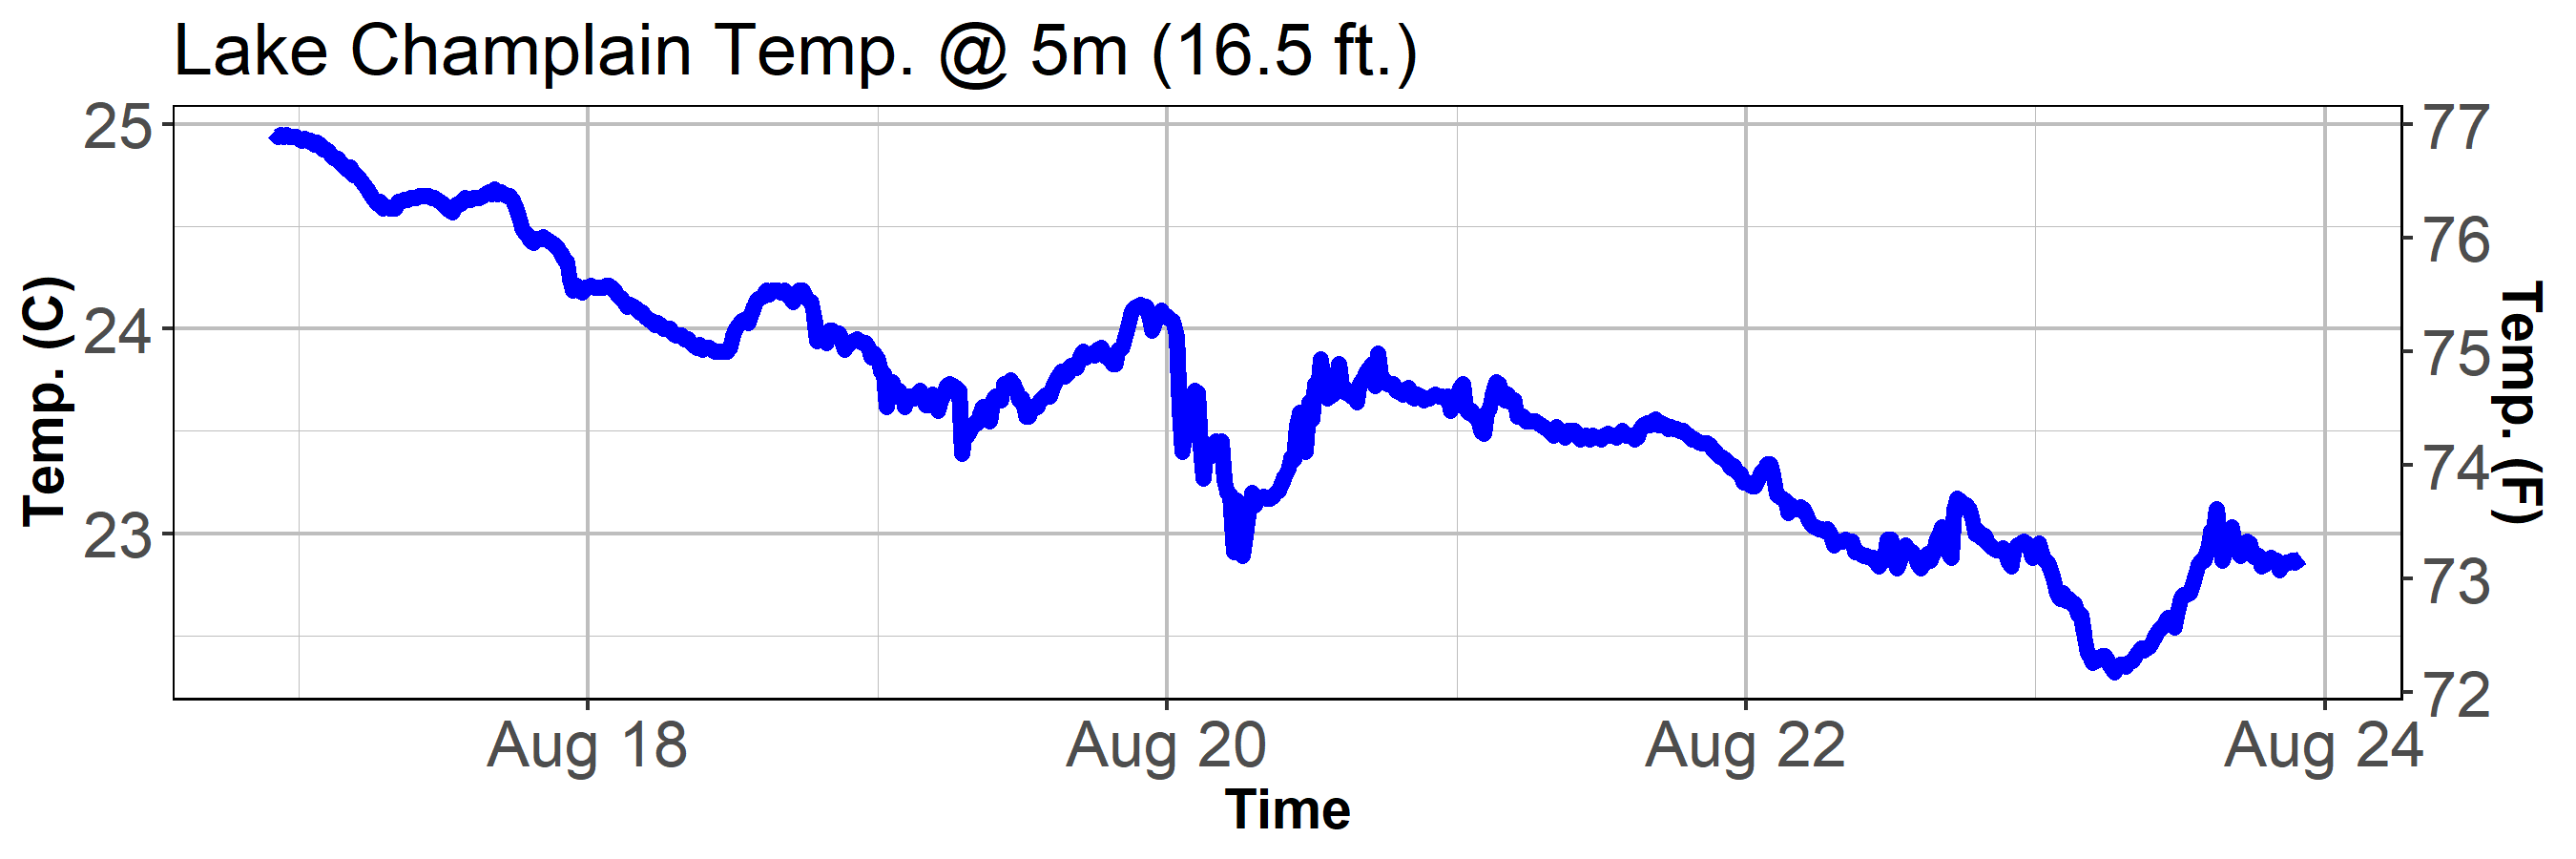 Lake Champlain Temp. @ 5m (16.5 ft.)
25
24
23
Temp. (C)
77
76
75
74
73
72
Temp. (F)
Aug 18 Aug 20 Aug 22 Aug 24
Time